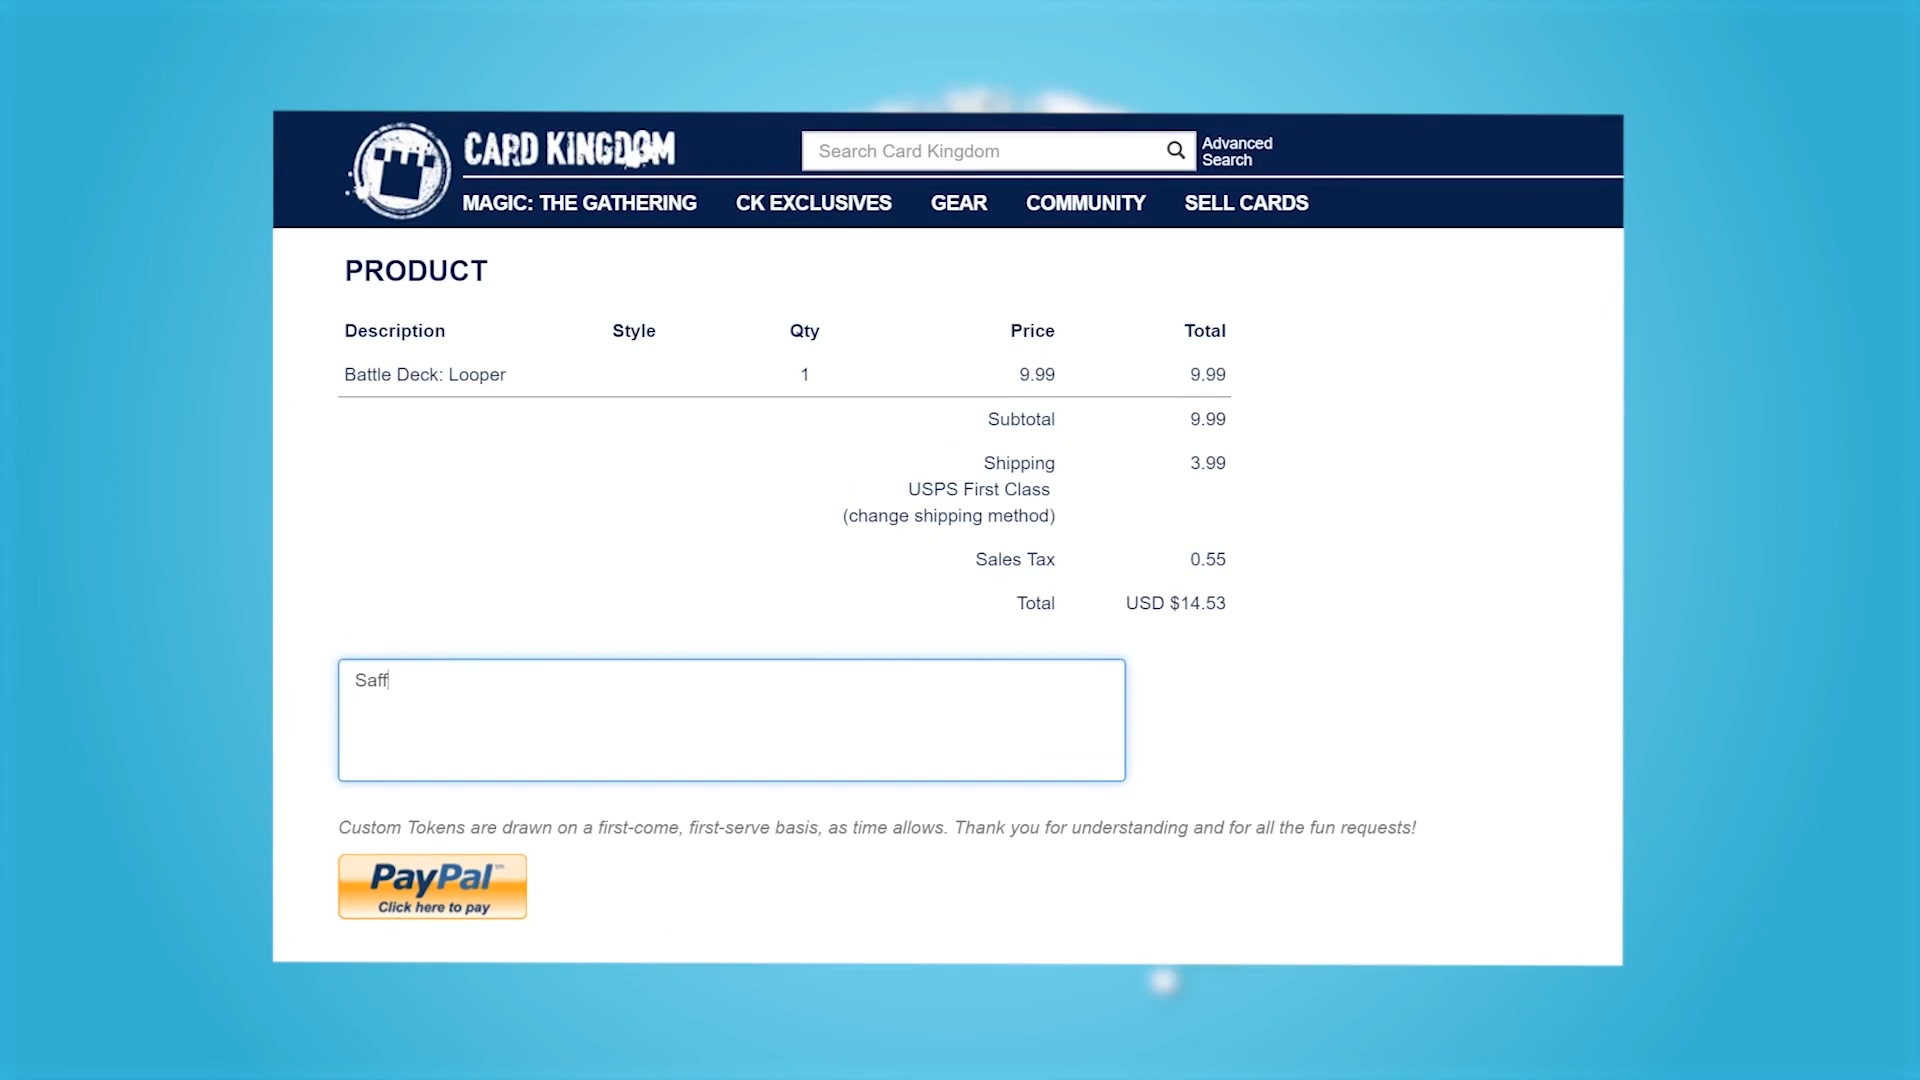 CARD KINGDOM
Search Card Kingdom
Advanced
Search
MAGIC: THE GATHERING CK EXCLUSIVES GEAR COMMUNITY SELL CARDS
PRODUCT
Description Style Qty Price Total
Battle Deck: Looper 1 9.99 9.99
Subtotal 9.99
Shipping 3.99
USPS First Class
(change shipping method)
Sales Tax 0.55
Total USD $14.53
Saff
Custom Tokens are drawn on a first-come, first-serve basis, as time allows. Thank you for understanding and for all the fun requests!
PayPal
Click here to pay